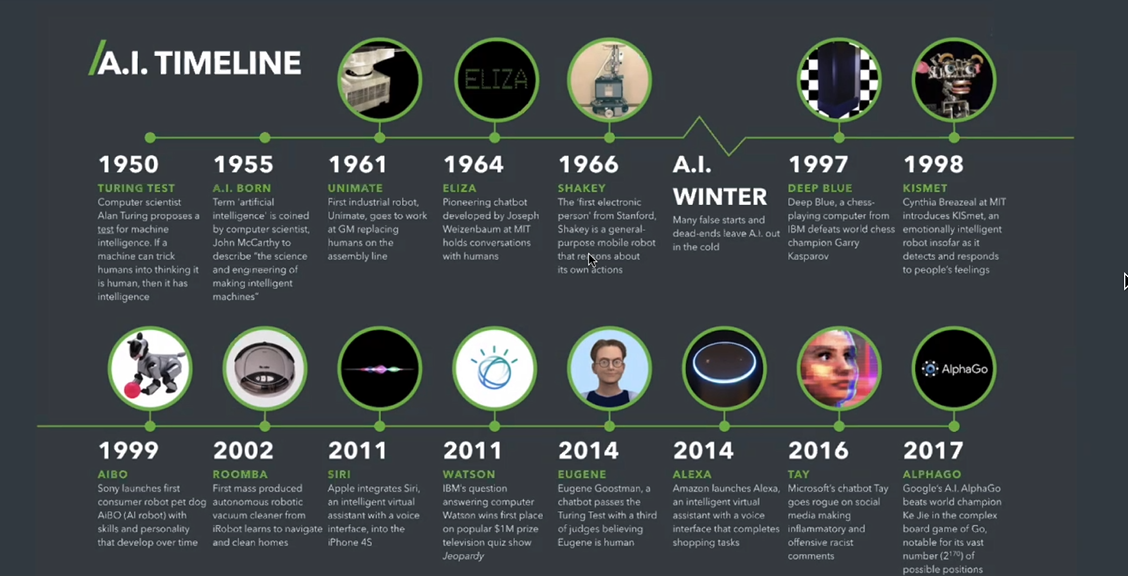 A.I. TIMELINE
ELIZA
1950
TURING TEST
Computer scientist
Alan Turing proposes a
test for machine
intelligence. If a
machine can trick
humans into thinking it
is human, then it has
intelligence
1955
A.I. BORN
Term 'artificial
intelligence' is coined
by computer scientist,
John McCarthy to
describe "the science
and engineering of
making intelligent
machines"
1961
UNIMATE
First industrial robot,
Unimate, goes to work
at GM replacing
humans on the
assembly line
1964
ELIZA
Pioneering chatbot
developed by Joseph
Weizenbaum at MIT
holds conversations
with humans
1966
SHAKEY
The 'first electronic
person' from Stanford,
Shakey is a general-
purpose mobile robot
that reasons about
its own actions
A.I.
WINTER
Many false starts and
dead-ends leave A.I. out
in the cold
1997
DEEP BLUE
Deep Blue, a chess-
playing computer from
IBM defeats world chess
champion Garry
Kasparov
1998
KISMET
Cynthia Breazeal at MIT
introduces KISmet, an
emotionally intelligent
robot insofar as it
detects and responds
to people's feelings
AlphaGo
1999
AIBO
Sony launches first
consumer robot pet dog
AiBO (AI robot) with
skills and personality
that develop over time
2002
ROOMBA
First mass produced
autonomous robotic
vacuum cleaner from
iRobot learns to navigate
and clean homes
2011
SIRI
Apple integrates Siri,
an intelligent virtual
assistant with a voice
interface, into the
iPhone 4S
2011
WATSON
IBM's question
answering computer
Watson wins first place
on popular $1M prize
television quiz show
Jeopardy
2014
EUGENE
Eugene Goostman, a
chatbot passes the
Turing Test with a third
of judges believing
Eugene is human
2014
ALEXA
Amazon launches Alexa,
an intelligent virtual
assistant with a voice
interface that completes
shopping tasks
2016
TAY
Microsoft's chatbot Tay
goes rogue on social
media making
inflammatory and
offensive racist
comments
2017
ALPHAGO
Google's A.I. AlphaGo
beats world champion
Ke Jie in the complex
board game of Go,
notable for its vast
number (2¹⁷⁰) of
possible positions